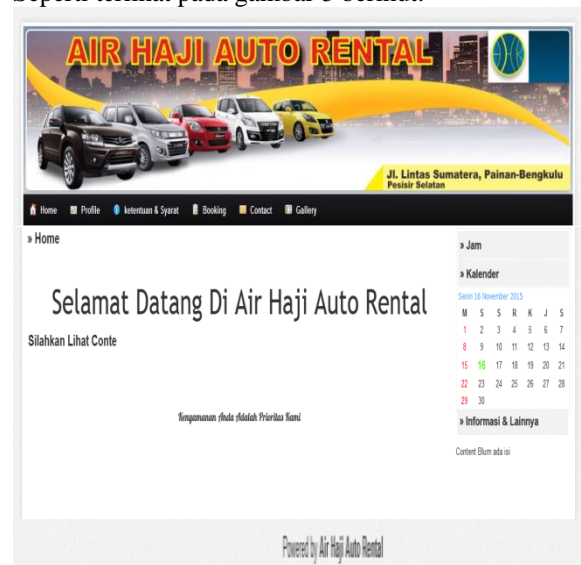 Seperti terlihat pada gambar 3 berikut:
AIR HAJI AUTO RENTAL
Jl. Lintas Sumatera, Painan-Bengkulu
Pesisir Selatan
Home Profile ketentuan & Syarat Booking Contact Gallery
» Home
Selamat Datang Di Air Haji Auto Rental
Silahkan Lihat Conte
Kenyamanan Anda Adalah Prioritas Kami
» Jam
» Kalender
Senin 16 November 2015
M S S R K J S
1 2 3 4 5 6 7
8 9 10 11 12 13 14
15 16 17 18 19 20 21
22 23 24 25 26 27 28
29 30
» Informasi & Lainnya
Content Blum ada isi
Powered by Air Haji Auto Rental